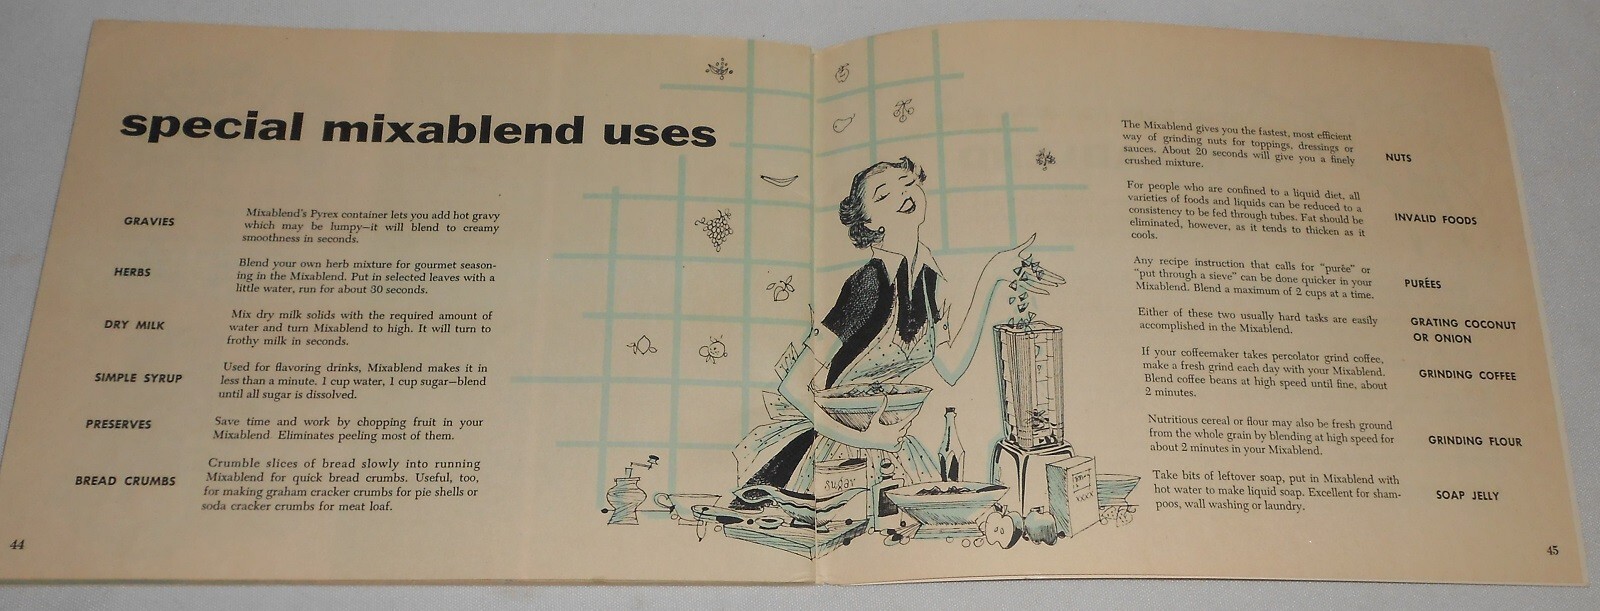 special mixablend uses
GRAVIES
Mixablend's Pyrex container lets you add hot gravy
which may be lumpy—it will blend to creamy
smoothness in seconds.
HERBS
Blend your own herb mixture for gourmet season-
ing in the Mixablend. Put in selected leaves with a
little water, run for about 30 seconds.
DRY MILK
Mix dry milk solids with the required amount of
water and turn Mixablend to high. It will turn to
frothy milk in seconds.
SIMPLE SYRUP
Used for flavoring drinks, Mixablend makes it in
less than a minute. 1 cup water, 1 cup sugar—blend
until all sugar is dissolved.
PRESERVES
Save time and work by chopping fruit in your
Mixablend. Eliminates peeling most of them.
BREAD CRUMBS
Crumble slices of bread slowly into running
Mixablend for quick bread crumbs. Useful, too,
for making graham cracker crumbs for pie shells or
soda cracker crumbs for meat loaf.
44
sugar
XXXX
The Mixablend gives you the fastest, most efficient
way of grinding nuts for toppings, dressings or
sauces. About 20 seconds will give you a finely
crushed mixture.
NUTS
For people who are confined to a liquid diet, all
varieties of foods and liquids can be reduced to a
consistency to be fed through tubes. Fat should be
eliminated, however, as it tends to thicken as it
cools.
INVALID FOODS
Any recipe instruction that calls for "purée" or
"put through a sieve" can be done quicker in your
Mixablend. Blend a maximum of 2 cups at a time.
PURÉES
Either of these two usually hard tasks are easily
accomplished in the Mixablend.
GRATING COCONUT
OR ONION
If your coffeemaker takes percolator grind coffee,
make a fresh grind each day with your Mixablend.
Blend coffee beans at high speed until fine, about
2 minutes.
GRINDING COFFEE
Nutritious cereal or flour may also be fresh ground
from the whole grain by blending at high speed for
about 2 minutes in your Mixablend.
GRINDING FLOUR
Take bits of leftover soap, put in Mixablend with
hot water to make liquid soap. Excellent for sham-
poos, wall washing or laundry.
SOAP JELLY
45